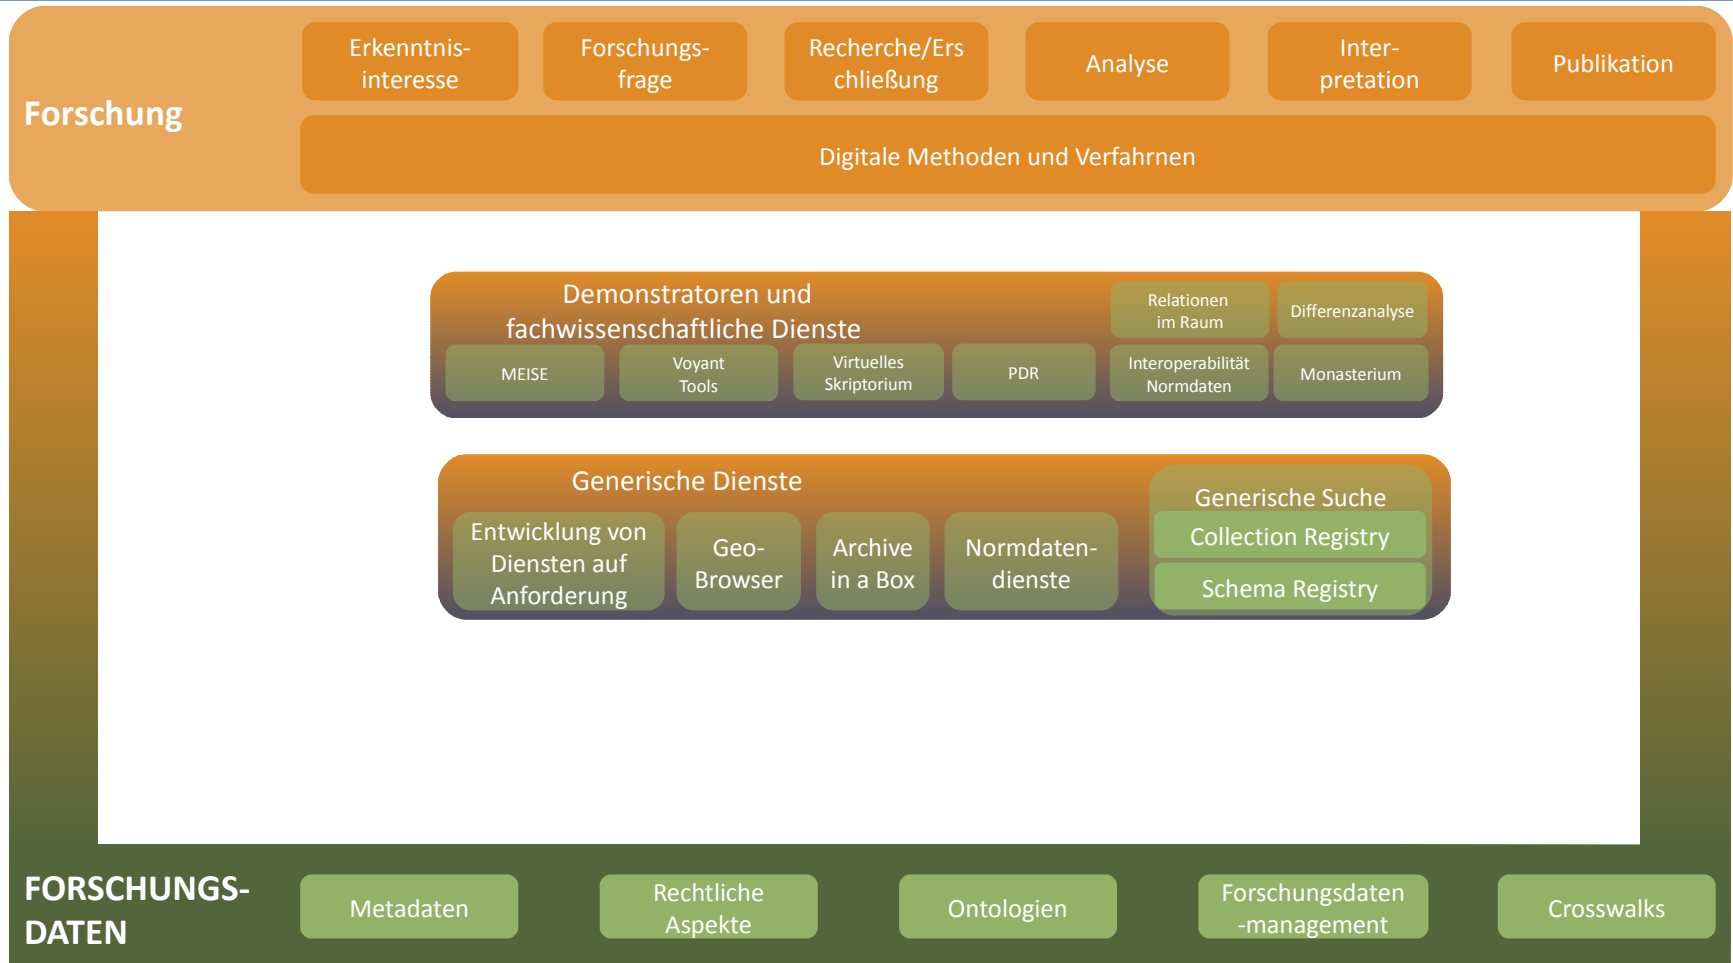 Forschung
Erkenntnis-
interesse
Forschungs-
frage
Recherche/Ers
chließung
Analyse
Inter-
pretation
Publikation
Digitale Methoden und Verfahrnen
Demonstratoren und
fachwissenschaftliche Dienste
Relationen
im Raum
Differenzanalyse
MEISE
Voyant
Tools
Virtuelles
Skriptorium
PDR
Interoperabilität
Normdaten
Monasterium
Generische Dienste
Entwicklung von
Diensten auf
Anforderung
Geo-
Browser
Archive
in a Box
Normdaten-
dienste
Generische Suche
Collection Registry
Schema Registry
FORSCHUNGS-
DATEN
Metadaten
Rechtliche
Aspekte
Ontologien
Forschungsdaten
-management
Crosswalks